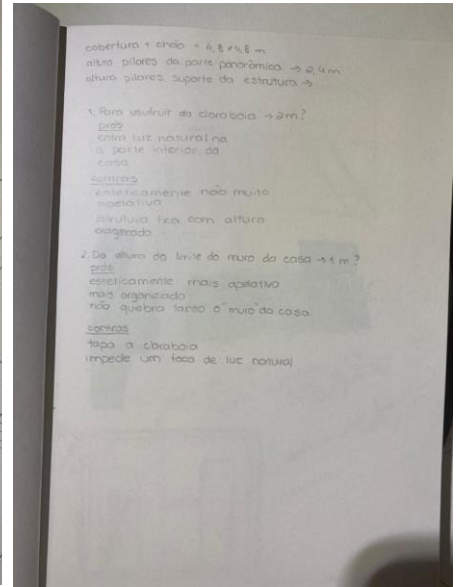 cobertura + chão = 4,8 x 4,8 m
altura pilares da parte panorâmica → 2,4m
altura pilares suporte da estrutura →
1. Para usufruir da claraboia → 2m?
prós
entra luz natural na
a parte interior da
casa
contras
esteticamente não muito
apelativo
estrutura fica com altura
exagerada
2. Da altura do limite do muro da casa → 1 m?
prós
esteticamente mais apelativo
mais organizado
não quebra tanto o "muro" da casa
contras
tapa a claraboia
impede um foco de luz natural